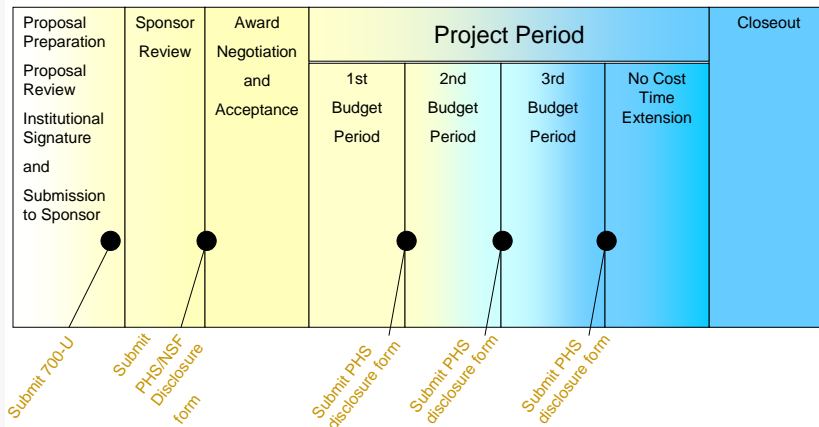 Proposal
Preparation
Proposal
Review
Institutional
Signature
and
Submission
to Sponsor
Sponsor
Review
Award
Negotiation
and
Acceptance
Project Period
1st
Budget
Period
2nd
Budget
Period
3rd
Budget
Period
No Cost
Time
Extension
Closeout
Submit 700-U
Submit
PHS/NSF
Disclosure
form
Submit PHS
disclosure form
Submit PHS
disclosure form
Submit PHS
disclosure form